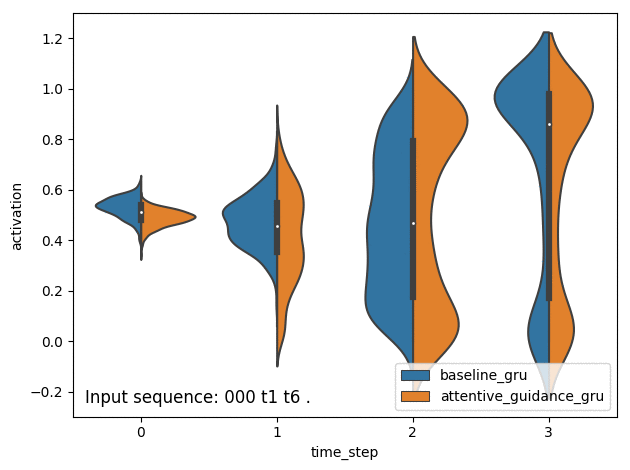 1.2
1.0
0.8
0.6
0.4
0.2
0.0
−0.2
activation
Input sequence: 000 t1 t6 .
baseline_gru
attentive_guidance_gru
0 1 2 3
time_step